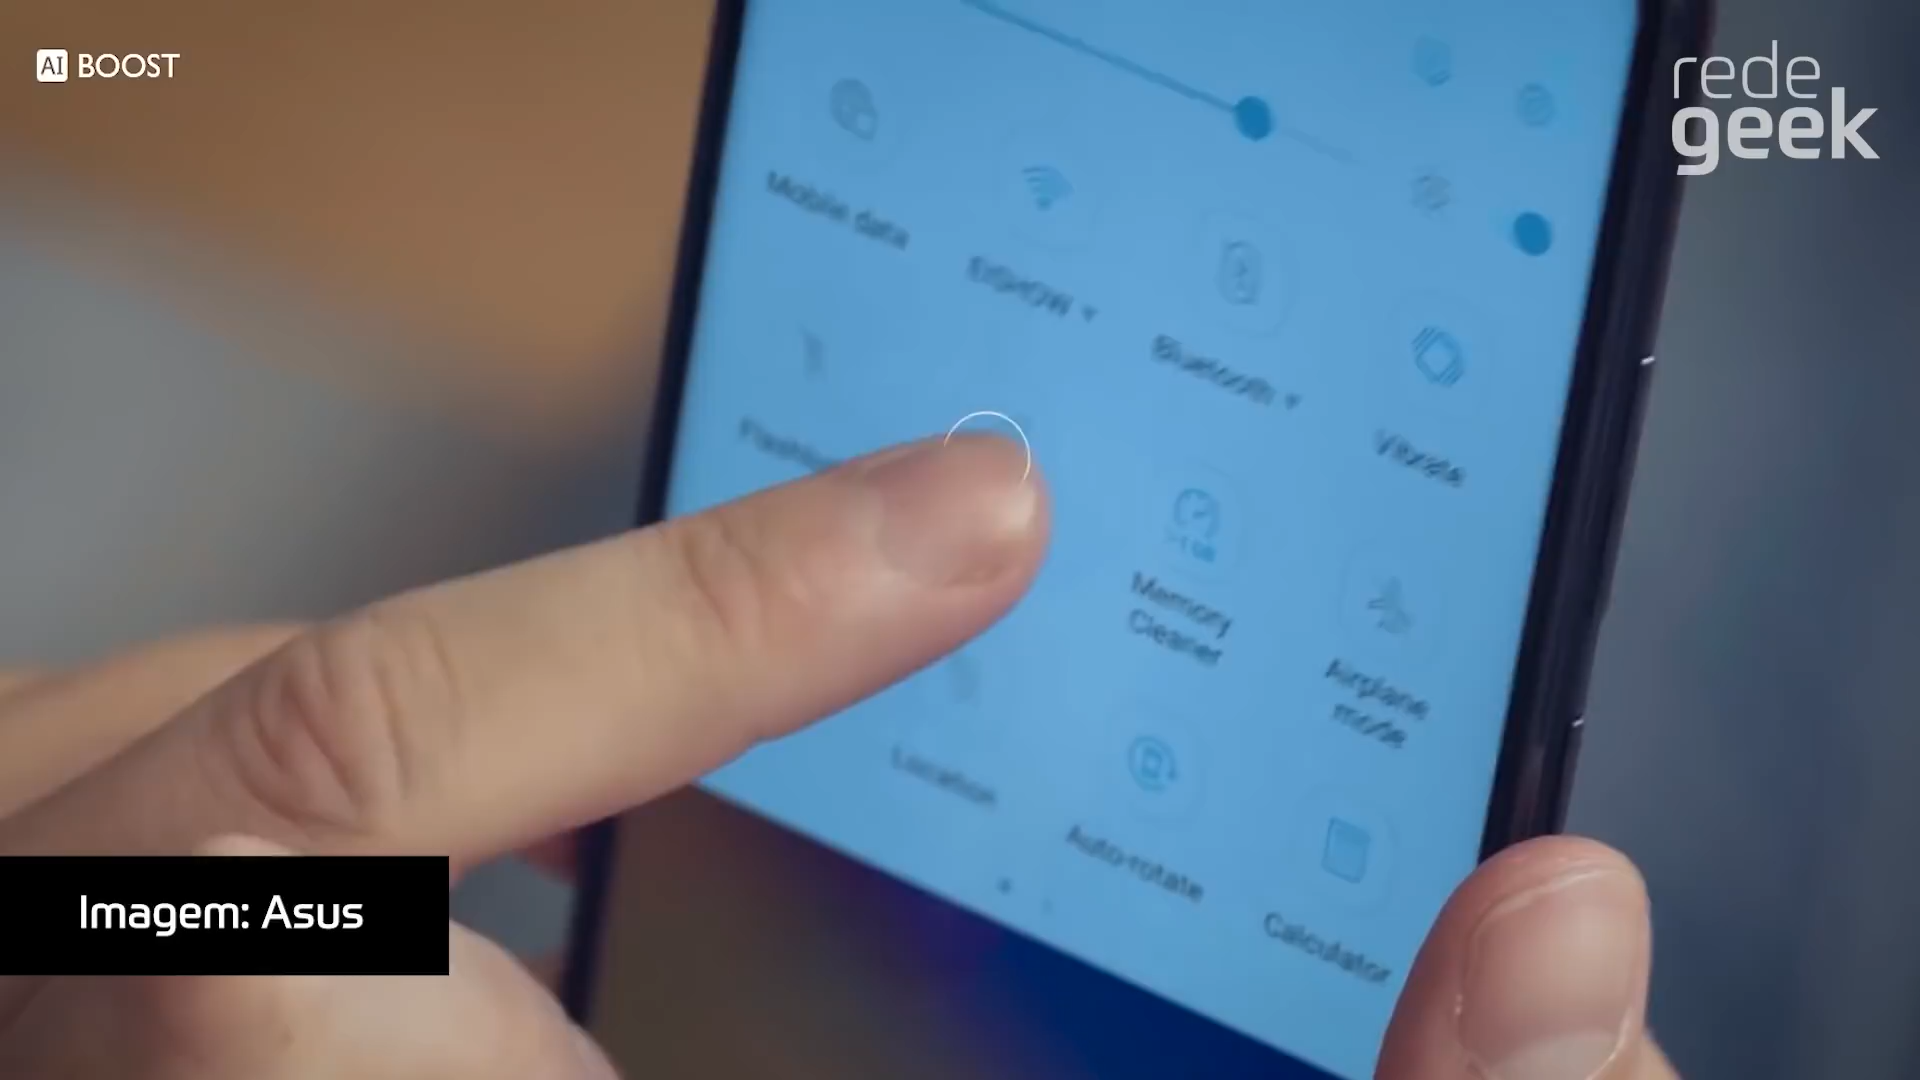 AI BOOST
rede
geek
Mobile data
Bluetooth
Vibrate
Memory
Cleaner
Airplane
mode
Location
Auto-rotate
Calculator
Imagem: Asus